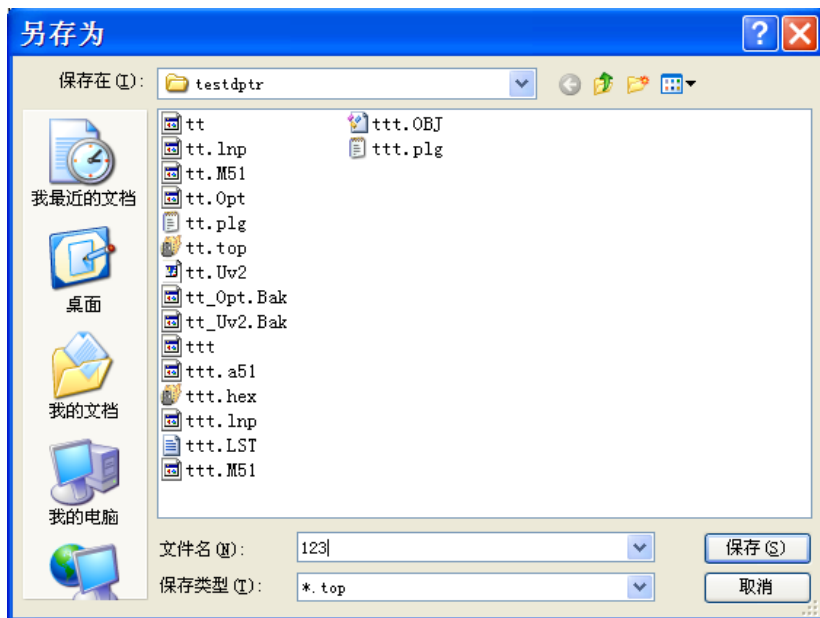 另存为
保存在(I):
testdptr
我最近的文档
桌面
我的文档
我的电脑
tt
tt.lnp
tt.M51
tt.Opt
tt.plg
tt.top
tt.Uv2
tt_Opt.Bak
tt_Uv2.Bak
ttt
ttt.a51
ttt.hex
ttt.lnp
ttt.LST
ttt.M51
ttt.OBJ
ttt.plg
文件名(N):
123
保存(S)
保存类型(T):
*.top
取消